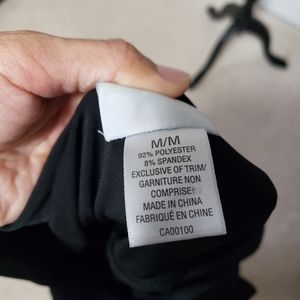 M/M
92% POLYESTER
8% SPANDEX
EXCLUSIVE OF TRIM/
GARNITURE NON
COMPRISE
MADE IN CHINA
FABRIQUÉ EN CHINE
CA00100